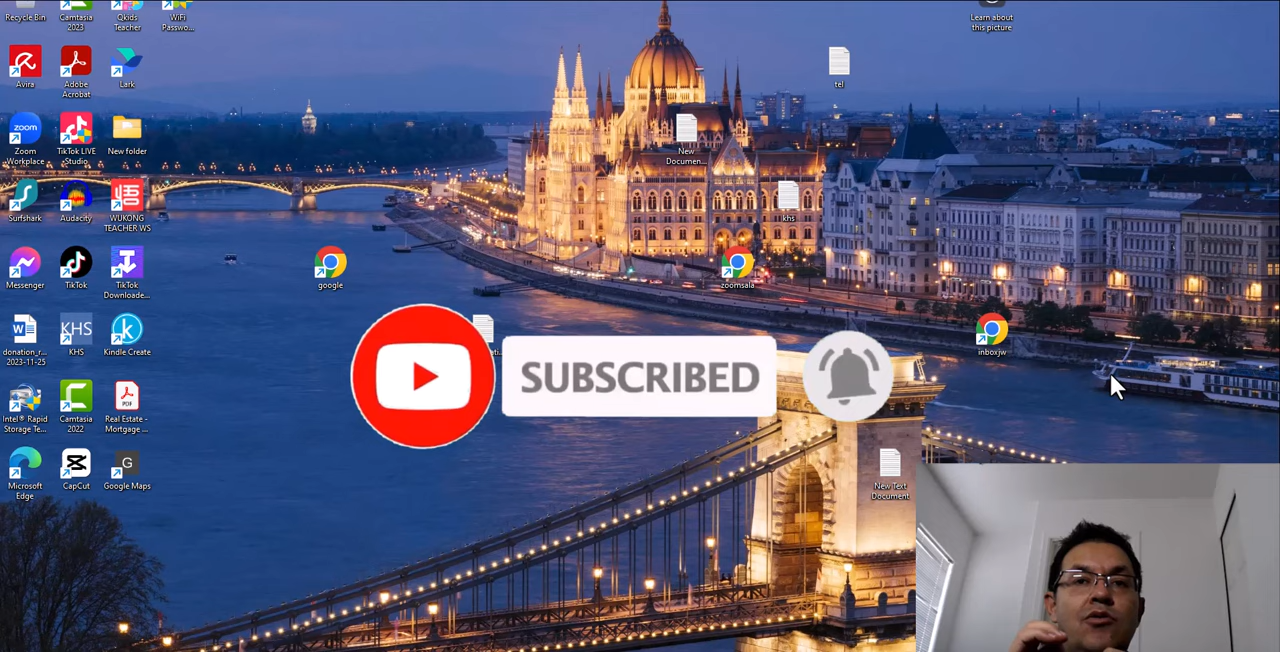 Recycle Bin
Camtasia
2023
Qkids
Teacher
WiFi
Passwo...
Learn about
this picture
Avira
Adobe
Acrobat
Lark
tel
zoom
Zoom
Workplace
TikTok LIVE
Studio
New folder
New
Documen...
Surfshark
Audacity
WUKONG
TEACHER WS
khs
Messenger
TikTok
TikTok
Downloade...
google
zoomsala
donation_r...
2023-11-25
KHS
KHS
Kindle Create
inboxjw
SUBSCRIBED
Intel® Rapid
Storage Te...
Camtasia
2022
PDF
Real Estate -
Mortgage ...
Microsoft
Edge
CapCut
G
Google Maps
New Text
Document